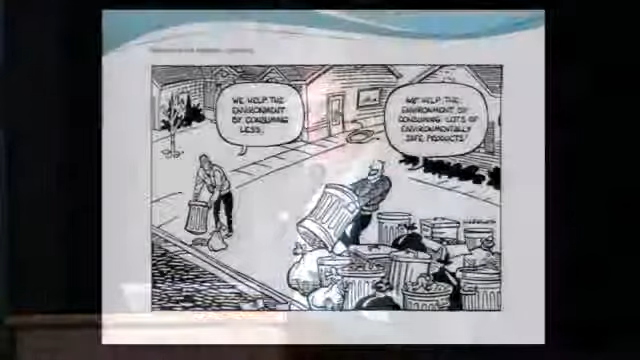 WE HELP THE
ENVIRONMENT
BY CONSUMING
LESS.
WE HELP THE
ENVIRONMENT BY
CONSUMING LOTS OF
ENVIRONMENTALLY
SAFE PRODUCTS!